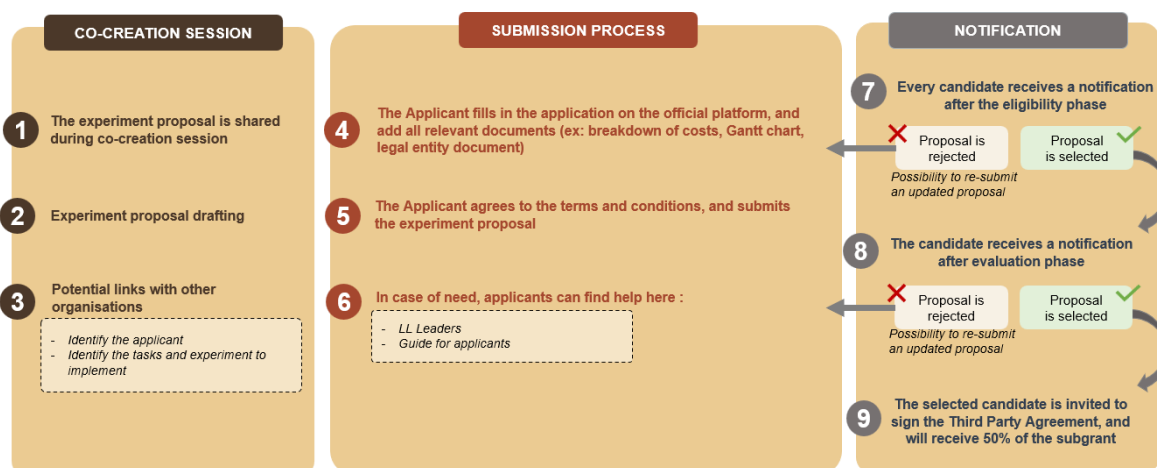 CO-CREATION SESSION
1
The experiment proposal is shared
during co-creation session
2
Experiment proposal drafting
3
Potential links with other
organisations
- Identify the applicant
- Identify the tasks and experiment to
implement
SUBMISSION PROCESS
4
The Applicant fills in the application on the official platform, and
add all relevant documents (ex: breakdown of costs, Gantt chart,
legal entity document)
5
The Applicant agrees to the terms and conditions, and submits
the experiment proposal
6
In case of need, applicants can find help here :
- LL Leaders
- Guide for applicants
NOTIFICATION
7
Every candidate receives a notification
after the eligibility phase
Proposal is
rejected
Proposal
is selected
Possibility to re-submit
an updated proposal
8
The candidate receives a notification
after evaluation phase
Proposal is
rejected
Proposal
is selected
Possibility to re-submit
an updated proposal
9
The selected candidate is invited to
sign the Third Party Agreement, and
will receive 50% of the subgrant